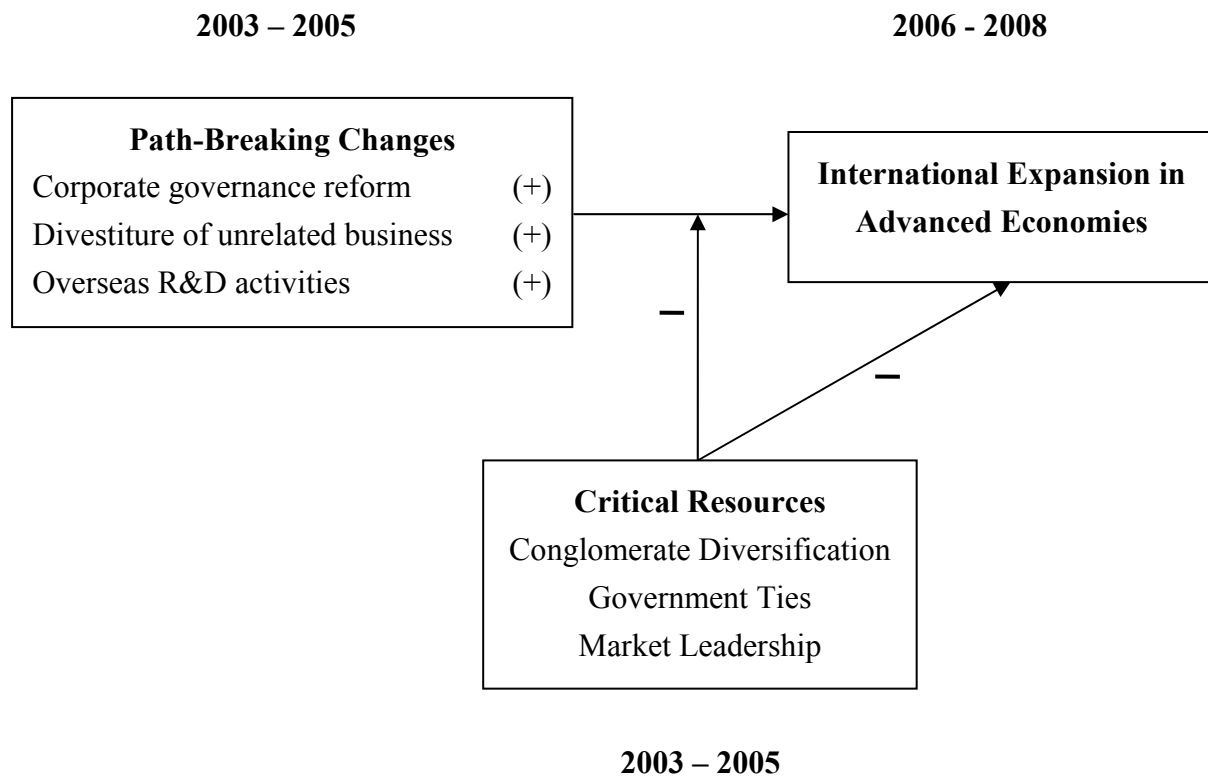 2003 – 2005
2006 - 2008
Path-Breaking Changes
Corporate governance reform (+)
Divestiture of unrelated business (+)
Overseas R&D activities (+)
International Expansion in
Advanced Economies
–
–
Critical Resources
Conglomerate Diversification
Government Ties
Market Leadership
2003 – 2005